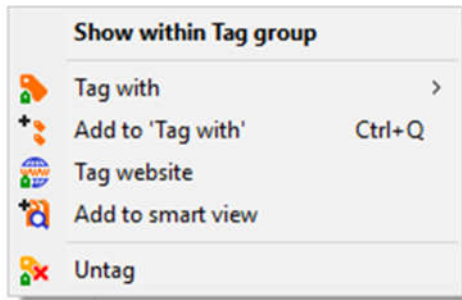 Show within Tag group
Tag with
Add to 'Tag with' Ctrl+Q
Tag website
Add to smart view
Untag